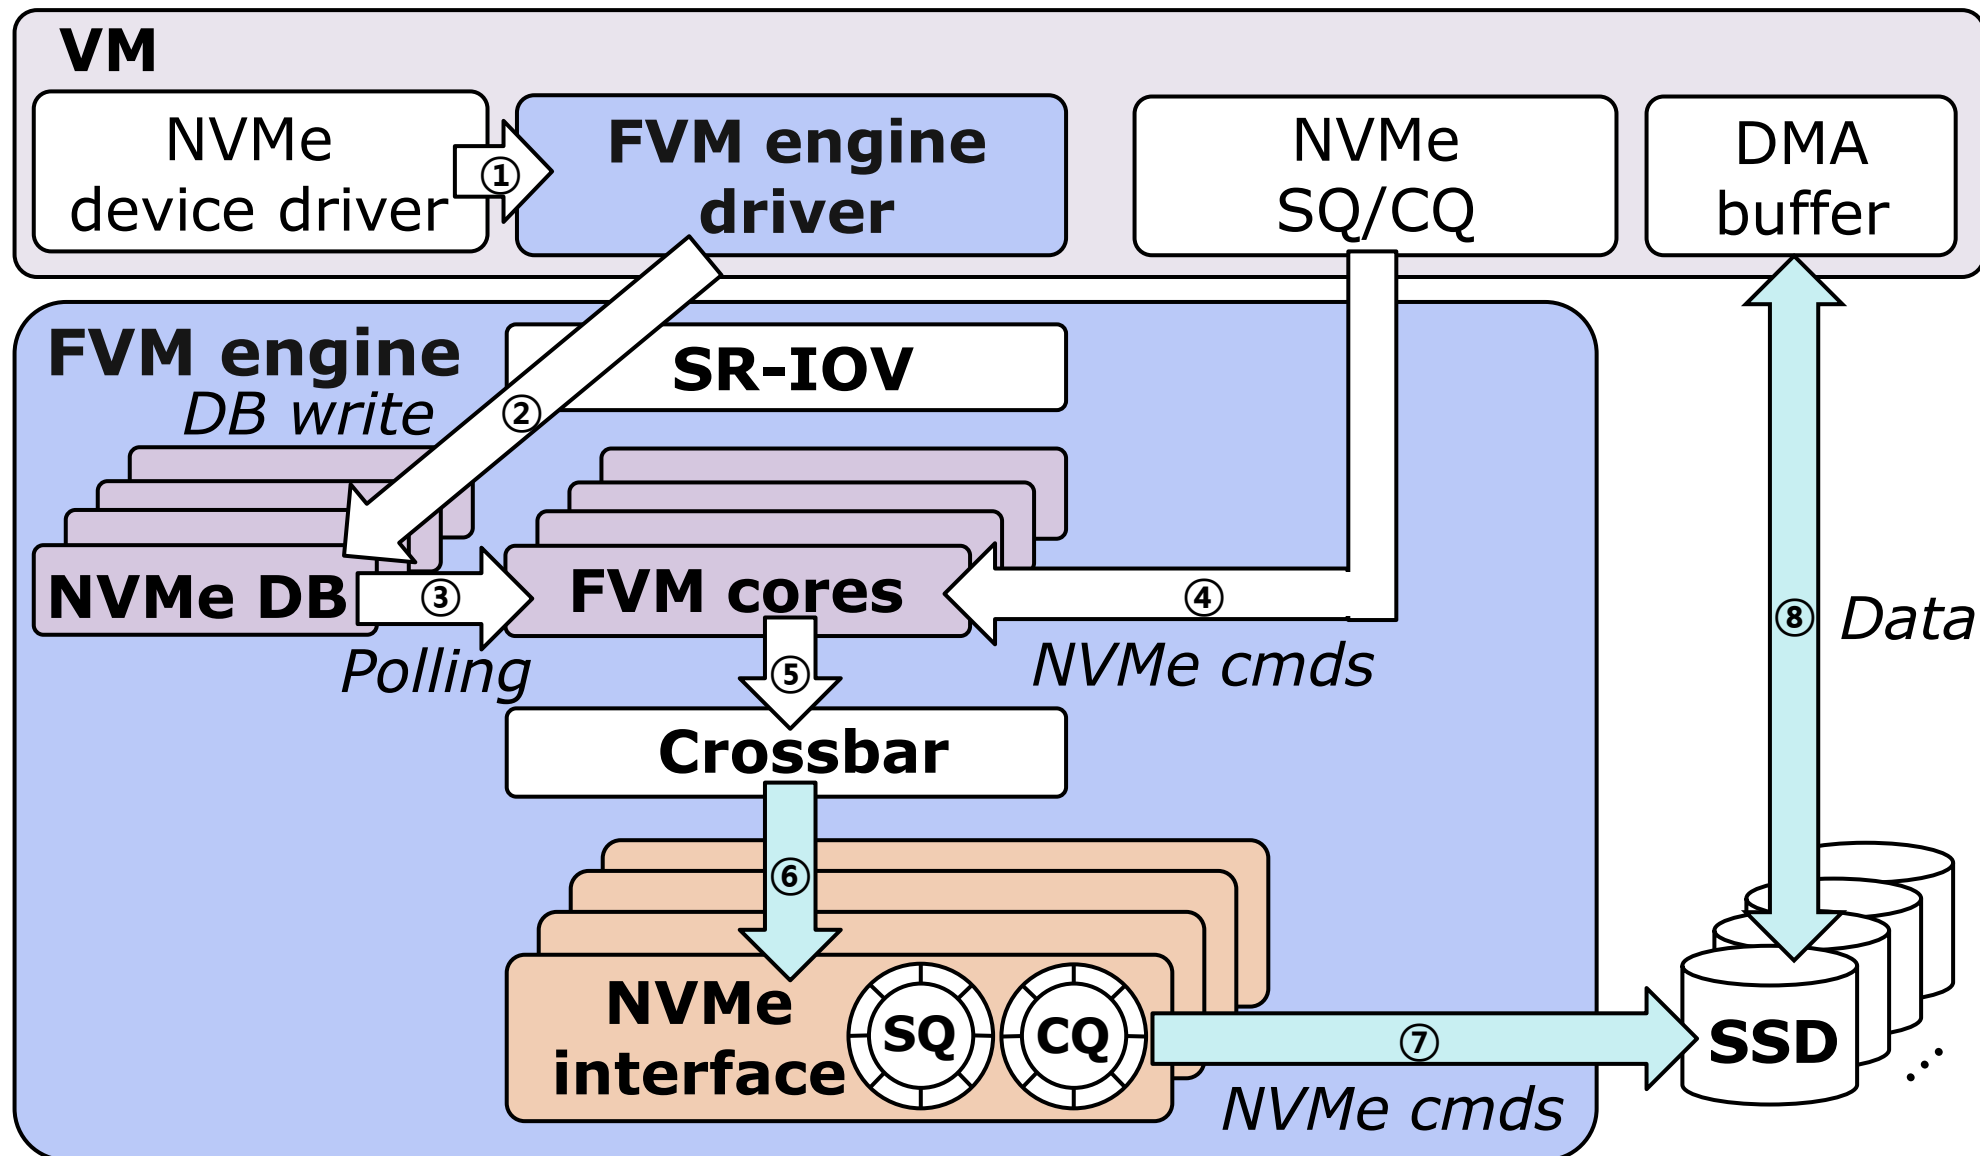 VM
NVMe
device driver
①
FVM engine
driver
NVMe
SQ/CQ
DMA
buffer
FVM engine
SR-IOV
DB write
②
NVMe DB
③
Polling
FVM cores
④
NVMe cmds
⑤
Crossbar
⑥
NVMe
interface
SQ
CQ
⑦
NVMe cmds
⑧
Data
SSD
...